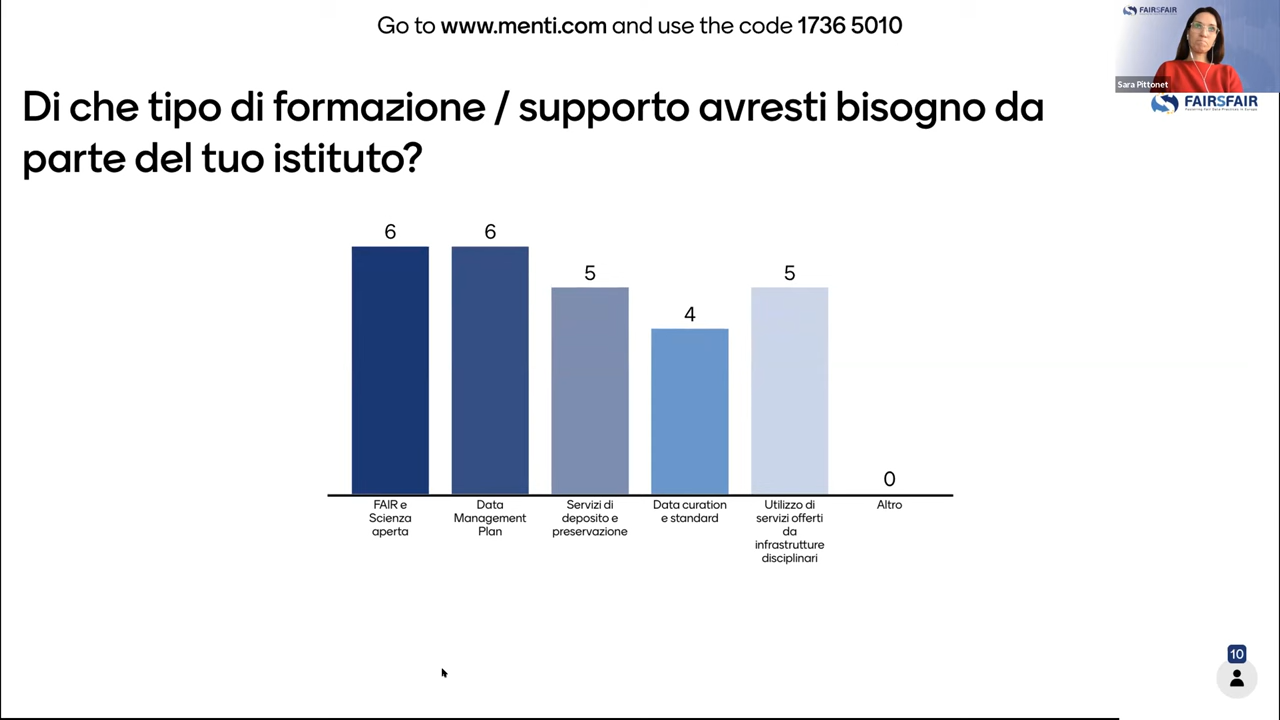 Go to www.menti.com and use the code 1736 5010
FAIRSFAIR
Sara Pittonet
FAIRSFAIR
Di che tipo di formazione / supporto avresti bisogno da
parte del tuo istituto?
6
6
5
4
5
0
FAIR e
Scienza
aperta
Data
Management
Plan
Servizi di
deposito e
preservazione
Data curation
e standard
Utilizzo di
servizi offerti
da
infrastrutture
disciplinari
Altro
10